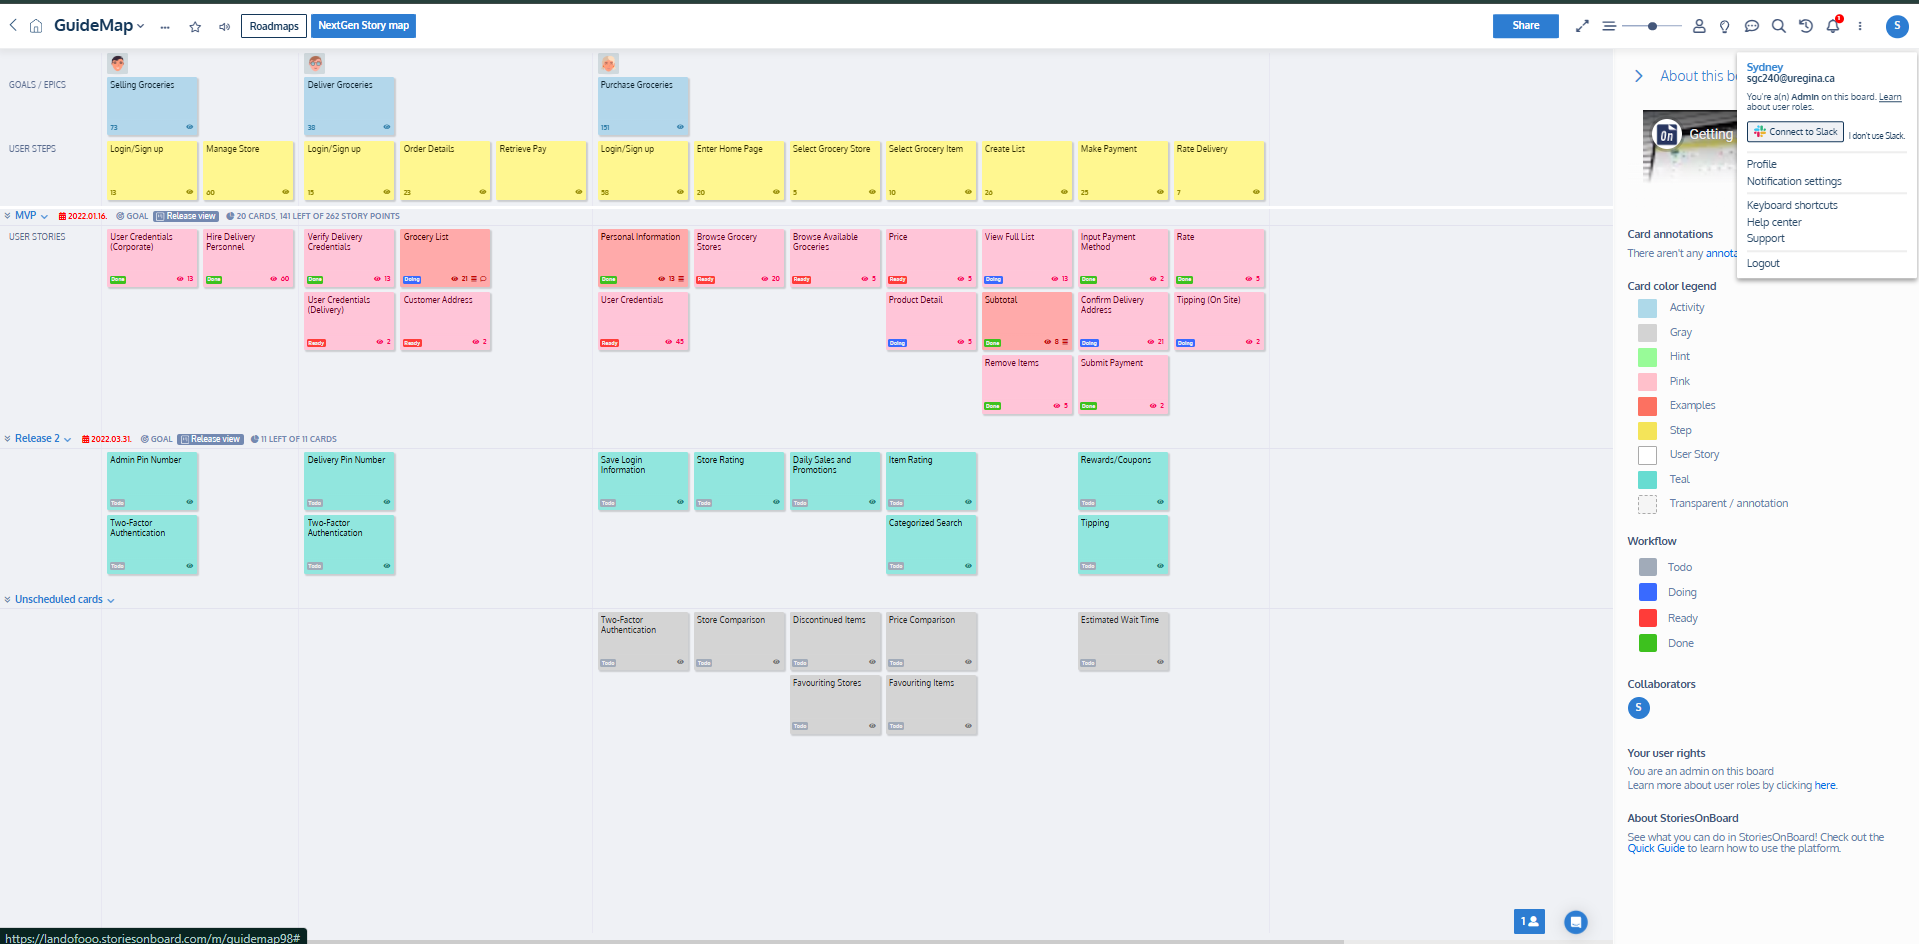 GuideMap
...
Roadmaps
NextGen Story map
Share
1
S
GOALS / EPICS
Selling Groceries
73
Deliver Groceries
38
Purchase Groceries
151
USER STEPS
Login/Sign up
13
Manage Store
60
Login/Sign up
15
Order Details
23
Retrieve Pay
Login/Sign up
58
Enter Home Page
20
Select Grocery Store
5
Select Grocery Item
10
Create List
26
Make Payment
25
Rate Delivery
7
MVP
2022.01.16.
GOAL
Release view
20 CARDS, 141 LEFT OF 262 STORY POINTS
USER STORIES
User Credentials
(Corporate)
Done
13
Hire Delivery
Personnel
Done
60
Verify Delivery
Credentials
Done
13
Grocery List
Doing
21
Personal Information
Done
13
Browse Grocery
Stores
Ready
20
Browse Available
Groceries
Ready
5
Price
Ready
5
View Full List
Doing
13
Input Payment
Method
Done
2
Rate
Done
5
User Credentials
(Delivery)
Ready
2
Customer Address
Ready
2
User Credentials
Ready
45
Product Detail
Doing
5
Subtotal
Done
8
Confirm Delivery
Address
Doing
21
Tipping (On Site)
Doing
2
Remove Items
Done
5
Submit Payment
Done
2
Release 2
2022.03.31.
GOAL
Release view
11 LEFT OF 11 CARDS
Admin Pin Number
Todo
Delivery Pin Number
Todo
Save Login
Information
Todo
Store Rating
Todo
Daily Sales and
Promotions
Todo
Item Rating
Todo
Rewards/Coupons
Todo
Two-Factor
Authentication
Todo
Two-Factor
Authentication
Todo
Categorized Search
Todo
Tipping
Todo
Unscheduled cards
Two-Factor
Authentication
Todo
Store Comparison
Todo
Discontinued Items
Todo
Price Comparison
Todo
Estimated Wait Time
Todo
Favouriting Stores
Todo
Favouriting Items
Todo
About this b
On
Getting
Sydney
sgc240@uregina.ca
You're a(n) Admin on this board. Learn
about user roles.
Connect to Slack
I don't use Slack.
Profile
Notification settings
Keyboard shortcuts
Help center
Support
Logout
Card annotations
There aren't any annota
Card color legend
Activity
Gray
Hint
Pink
Examples
Step
User Story
Teal
Transparent / annotation
Workflow
Todo
Doing
Ready
Done
Collaborators
S
Your user rights
You are an admin on this board
Learn more about user roles by clicking here.
About StoriesOnBoard
See what you can do in StoriesOnBoard! Check out the
Quick Guide to learn how to use the platform.
1
https://landofooo.storiesonboard.com/m/guidemap98#